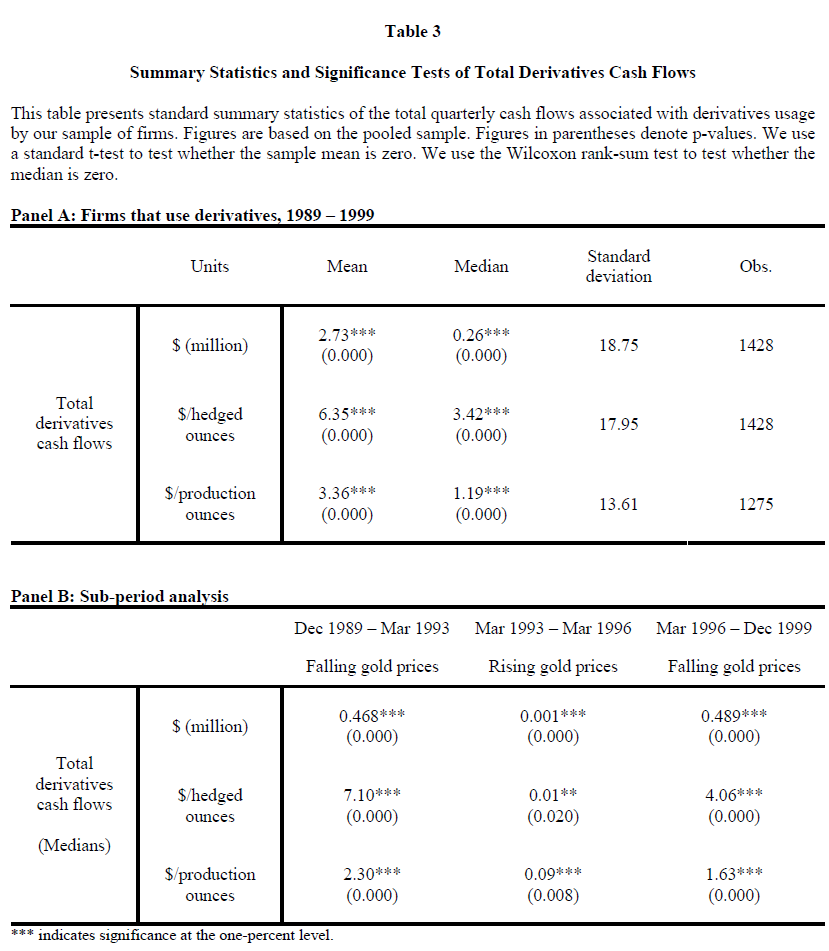 Table 3
Summary Statistics and Significance Tests of Total Derivatives Cash Flows
This table presents standard summary statistics of the total quarterly cash flows associated with derivatives usage
by our sample of firms. Figures are based on the pooled sample. Figures in parentheses denote p-values. We use
a standard t-test to test whether the sample mean is zero. We use the Wilcoxon rank-sum test to test whether the
median is zero.
Panel A: Firms that use derivatives, 1989 – 1999
Units Mean Median Standard deviation Obs.
Total derivatives cash flows
$ (million) 2.73*** 0.26*** 18.75 1428
(0.000) (0.000)
$/hedged ounces 6.35*** 3.42*** 17.95 1428
(0.000) (0.000)
$/production ounces 3.36*** 1.19*** 13.61 1275
(0.000) (0.000)
Panel B: Sub-period analysis
Dec 1989 – Mar 1993 Mar 1993 – Mar 1996 Mar 1996 – Dec 1999
Falling gold prices Rising gold prices Falling gold prices
Total derivatives cash flows (Medians)
$ (million) 0.468*** 0.001*** 0.489***
(0.000) (0.000) (0.000)
$/hedged ounces 7.10*** 0.01** 4.06***
(0.000) (0.020) (0.000)
$/production ounces 2.30*** 0.09*** 1.63***
(0.000) (0.008) (0.000)
*** indicates significance at the one-percent level.